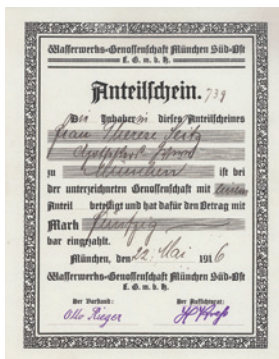 Wasserwerks-Genossenschaft München Süd-Ost
E. G. m. b. H.
Anteilschein. 739
Die Inhaberin dieses Anteilscheines
Frau Therese Seitz
zu München ist bei
der unterzeichneten Genossenschaft mit einem
Anteil beteiligt und hat dafür den Betrag mit
Mark Fünfzig
bar eingezahlt.
München, den 22. Mai 1916
Wasserwerks-Genossenschaft München Süd-Ost
E. G. m. b. H.
Der Vorstand: Der Aufsichtsrat:
Otto Rieger